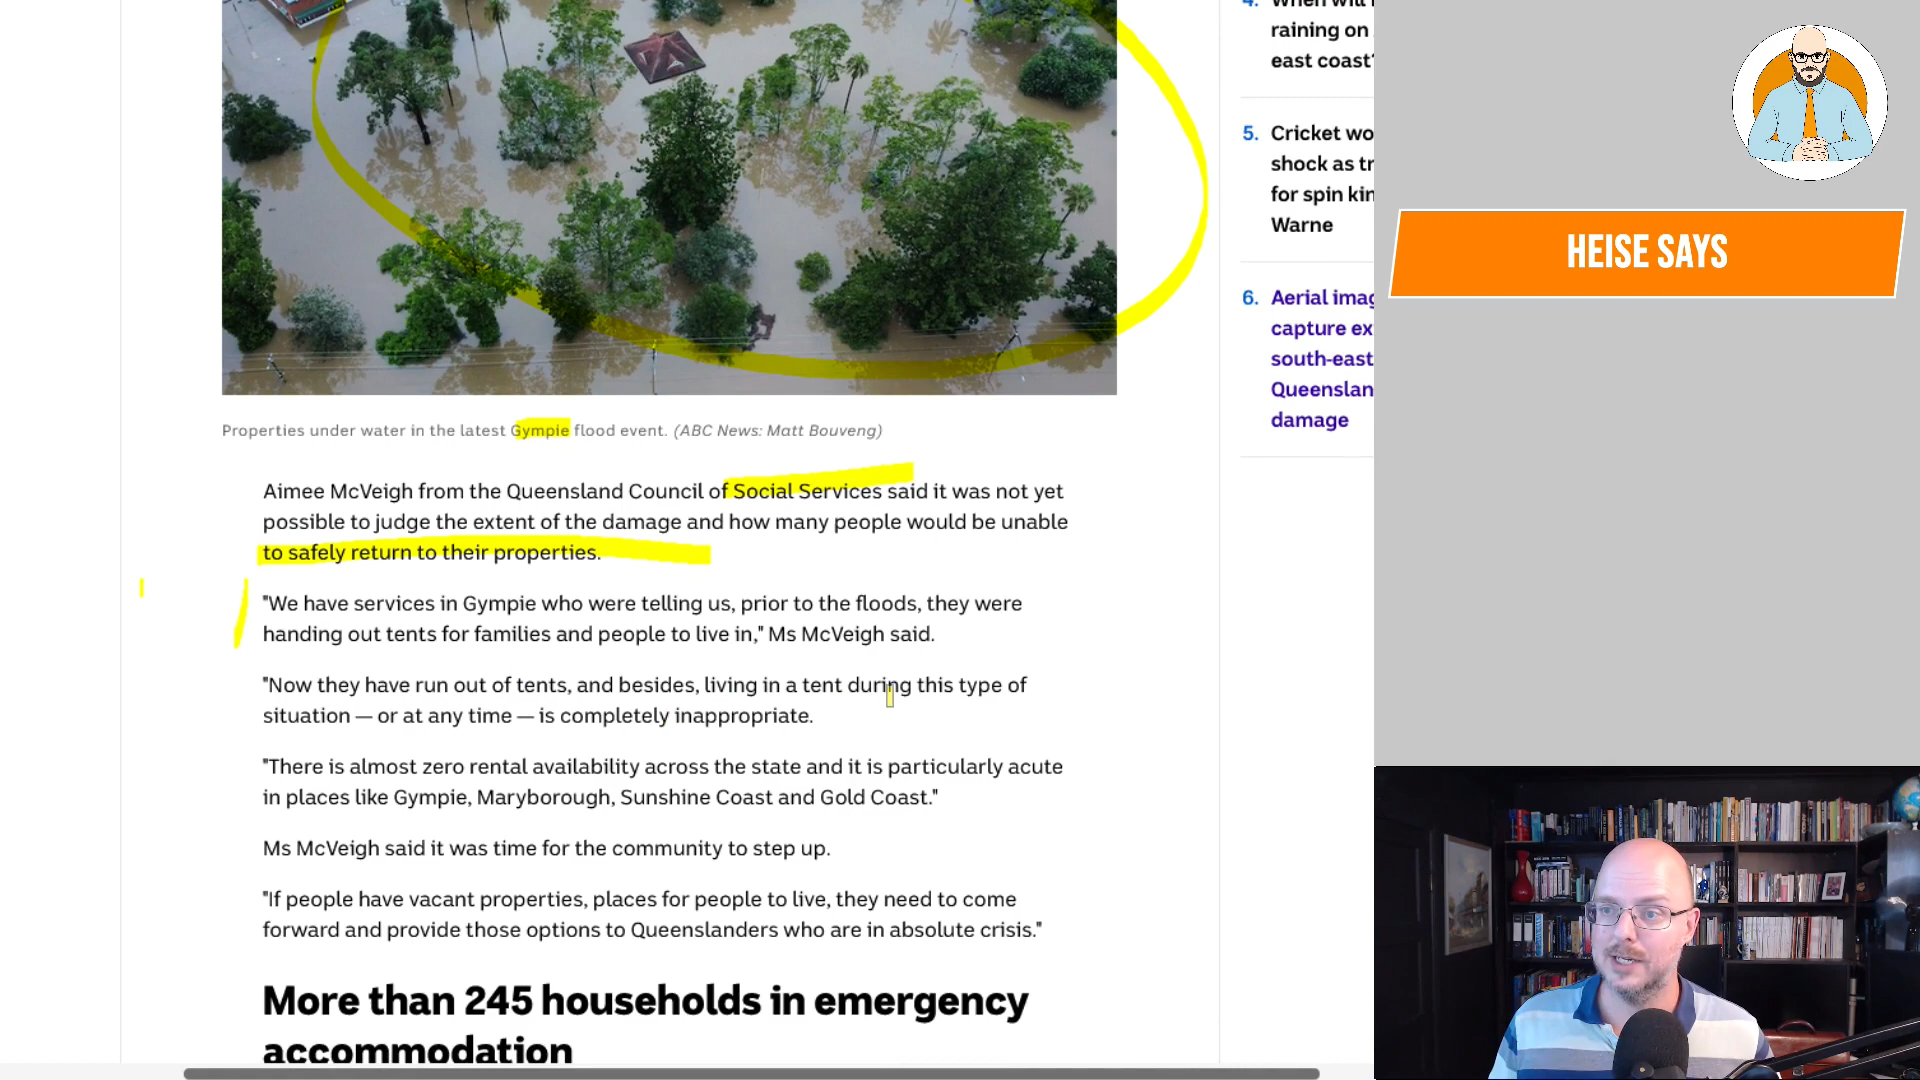 Properties under water in the latest Gympie flood event. (ABC News: Matt Bouveng)
Aimee McVeigh from the Queensland Council of Social Services said it was not yet
possible to judge the extent of the damage and how many people would be unable
to safely return to their properties.
"We have services in Gympie who were telling us, prior to the floods, they were
handing out tents for families and people to live in," Ms McVeigh said.
"Now they have run out of tents, and besides, living in a tent during this type of
situation — or at any time — is completely inappropriate.
"There is almost zero rental availability across the state and it is particularly acute
in places like Gympie, Maryborough, Sunshine Coast and Gold Coast."
Ms McVeigh said it was time for the community to step up.
"If people have vacant properties, places for people to live, they need to come
forward and provide those options to Queenslanders who are in absolute crisis."
More than 245 households in emergency
accommodation
4. When will
raining on
east coast?
5. Cricket wo
shock as tr
for spin kin
Warne
6. Aerial imag
capture ex
south-east
Queenslan
damage
HEISE SAYS